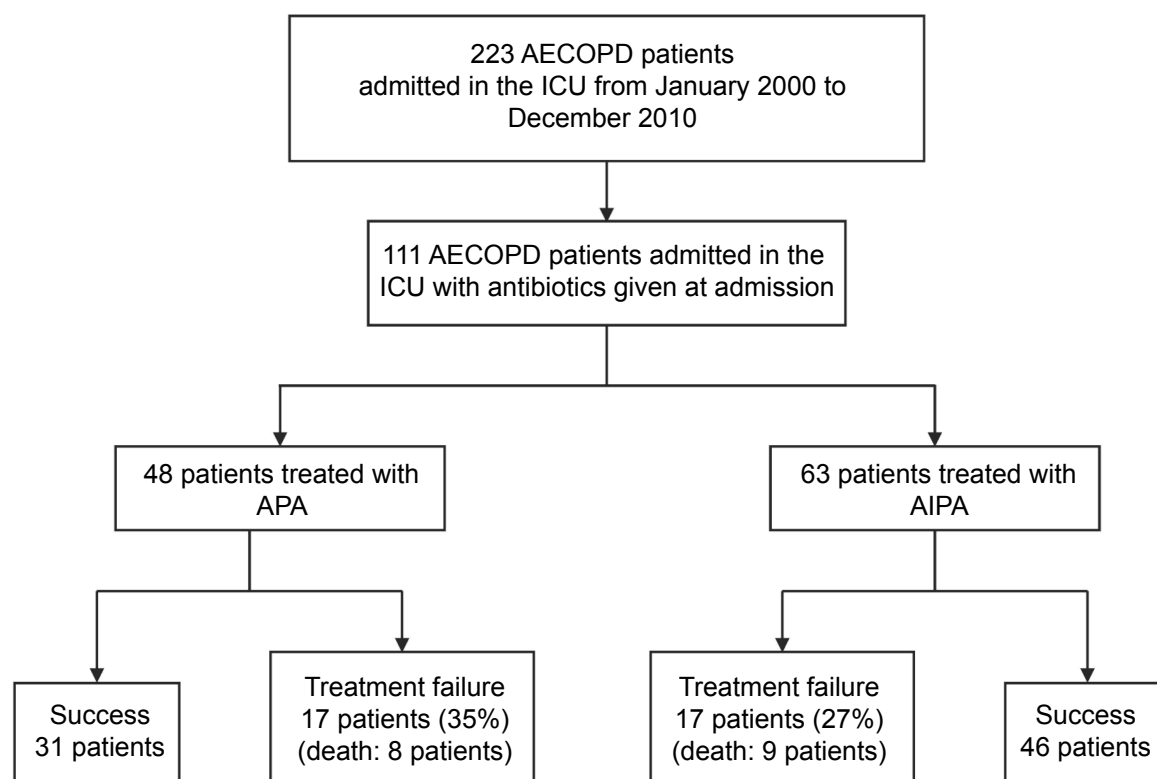 223 AECOPD patients
admitted in the ICU from January 2000 to
December 2010
111 AECOPD patients admitted in the
ICU with antibiotics given at admission
48 patients treated with
APA
63 patients treated with
AIPA
Success
31 patients
Treatment failure
17 patients (35%)
(death: 8 patients)
Treatment failure
17 patients (27%)
(death: 9 patients)
Success
46 patients